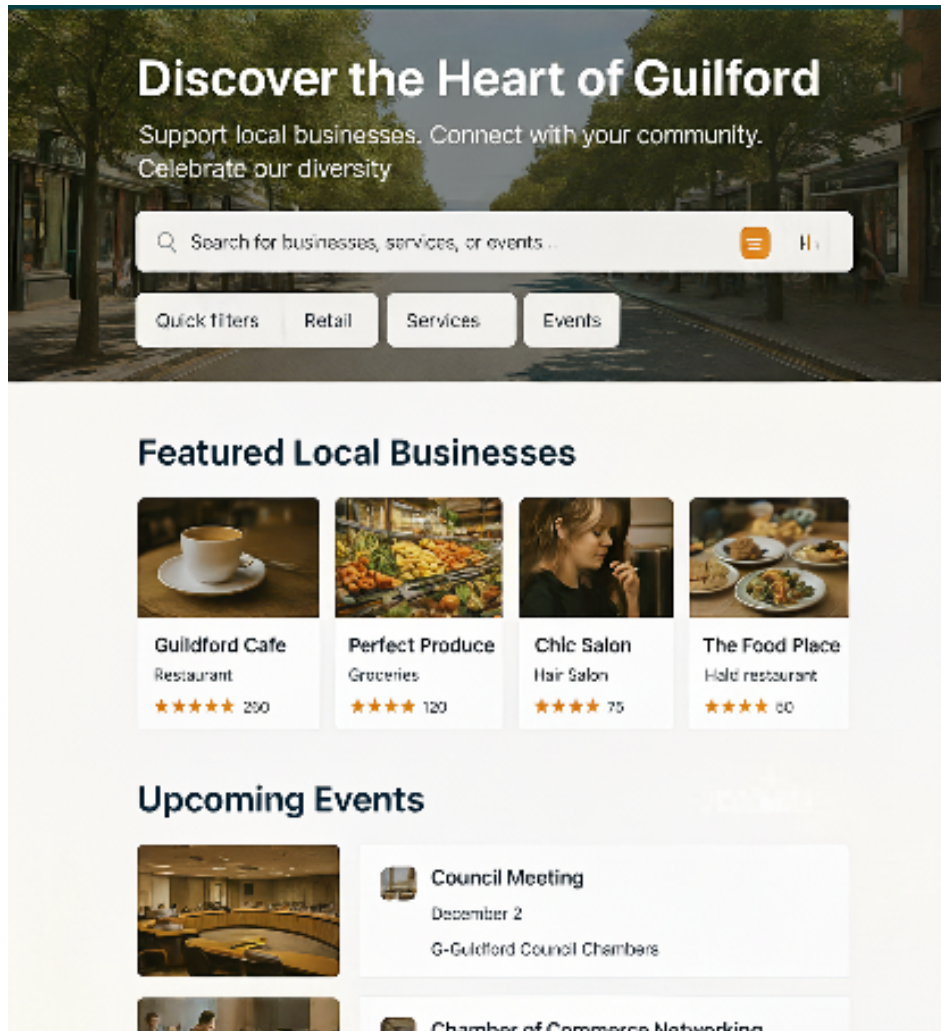 Discover the Heart of Guilford
Support local businesses. Connect with your community.
Celebrate our diversity
Search for businesses, services, or events...
Quick filters Retail Services Events
Featured Local Businesses
Guildford Cafe
Restaurant
★★★★★ 260
Perfect Produce
Groceries
★★★★ 120
Chic Salon
Hair Salon
★★★★ 75
The Food Place
Hald restaurant
★★★★ 60
Upcoming Events
Council Meeting
December 2
G-Guildford Council Chambers
Chamber of Commerce Networking